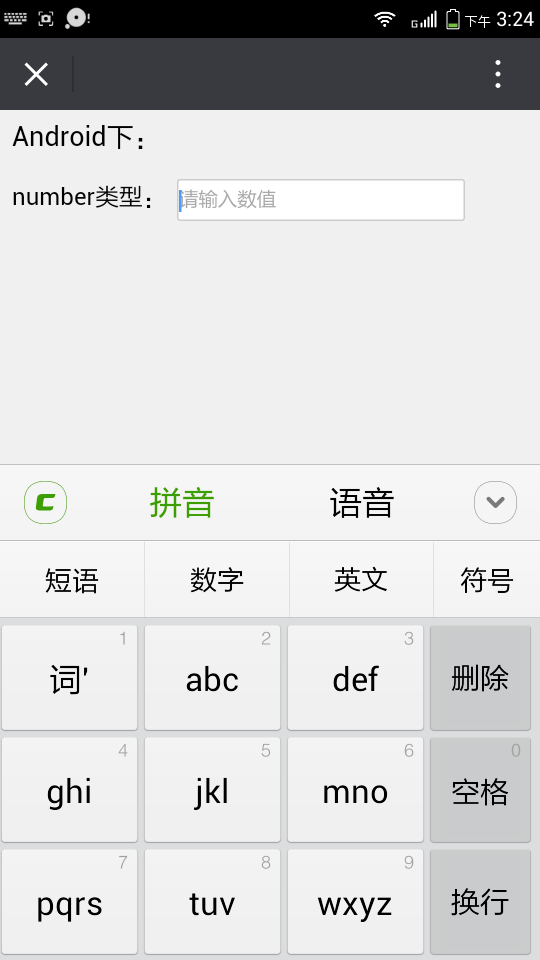 下午 3:24
Android下：
number类型：
请输入数值
拼音 语音
短语 数字 英文 符号
1 2 3
词' abc def 删除
4 5 6 0
ghi jkl mno 空格
7 8 9
pqrs tuv wxyz 换行